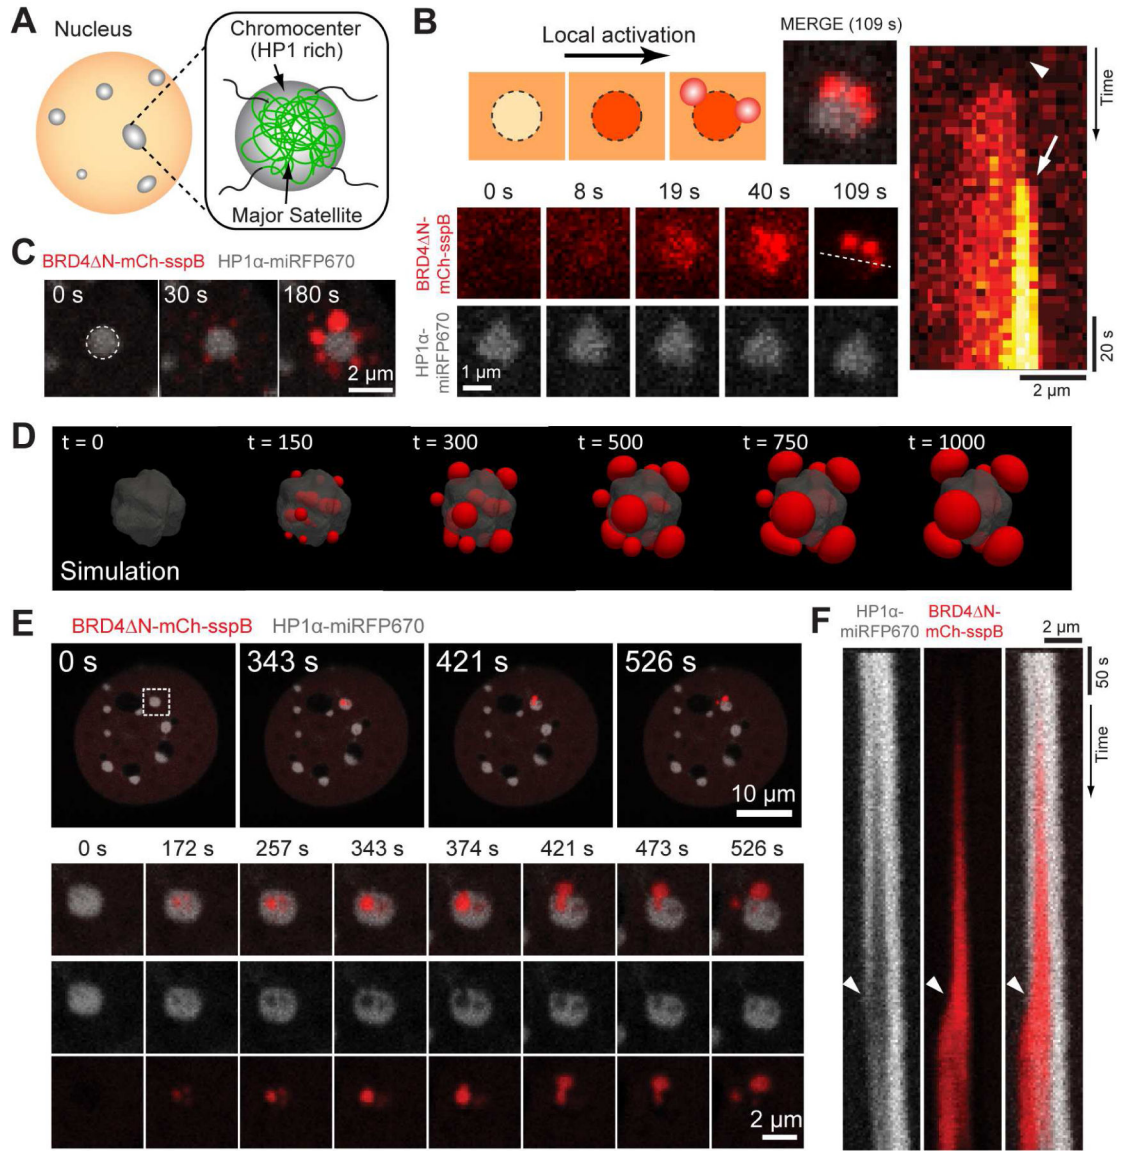 A
Nucleus
Chromocenter
(HP1 rich)
Major Satellite
B
Local activation
MERGE (109 s)
Time
20 s
2 μm
0 s
8 s
19 s
40 s
109 s
BRD4ΔN-
mCh-sspB
HP1α-
miRFP670
1 μm
C
BRD4ΔN-mCh-sspB
HP1α-miRFP670
0 s
30 s
180 s
2 μm
D
t = 0
t = 150
t = 300
t = 500
t = 750
t = 1000
Simulation
E
BRD4ΔN-mCh-sspB
HP1α-miRFP670
0 s
343 s
421 s
526 s
10 μm
0 s
172 s
257 s
343 s
374 s
421 s
473 s
526 s
2 μm
F
HP1α-
miRFP670
BRD4ΔN-
mCh-sspB
2 μm
50 s
Time